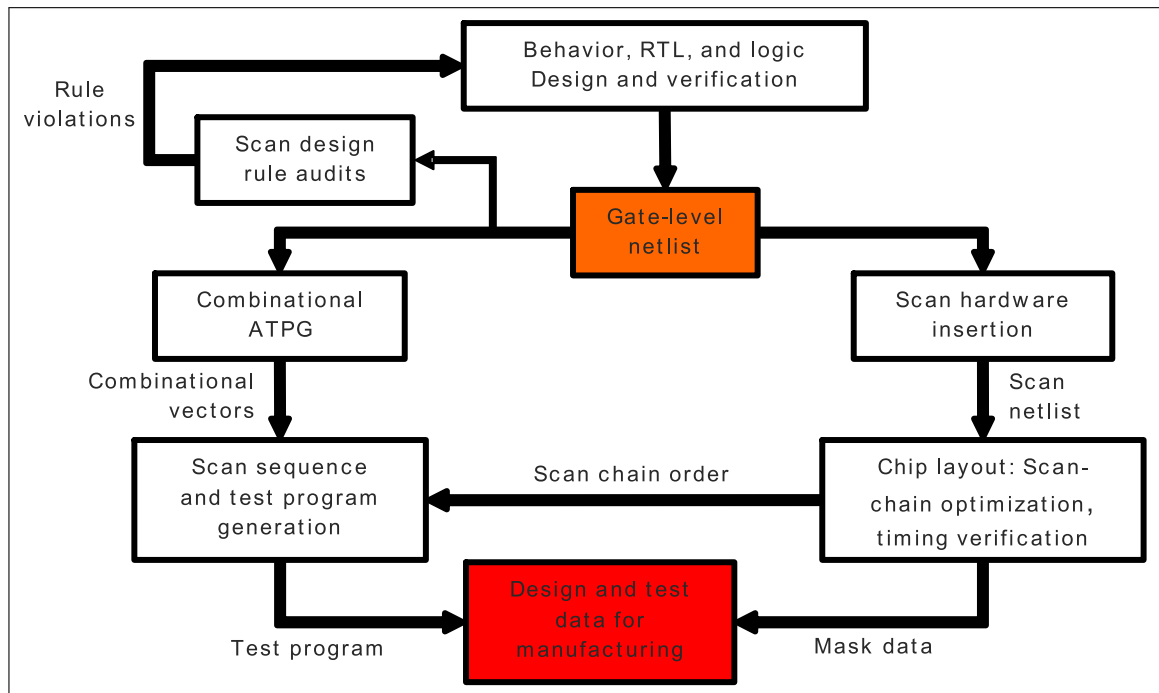 Behavior, RTL, and logic
Design and verification
Rule
violations
Scan design
rule audits
Gate-level
netlist
Combinational
ATPG
Scan hardware
insertion
Combinational
vectors
Scan
netlist
Scan sequence
and test program
generation
Scan chain order
Chip layout: Scan-
chain optimization,
timing verification
Design and test
data for
manufacturing
Test program
Mask data